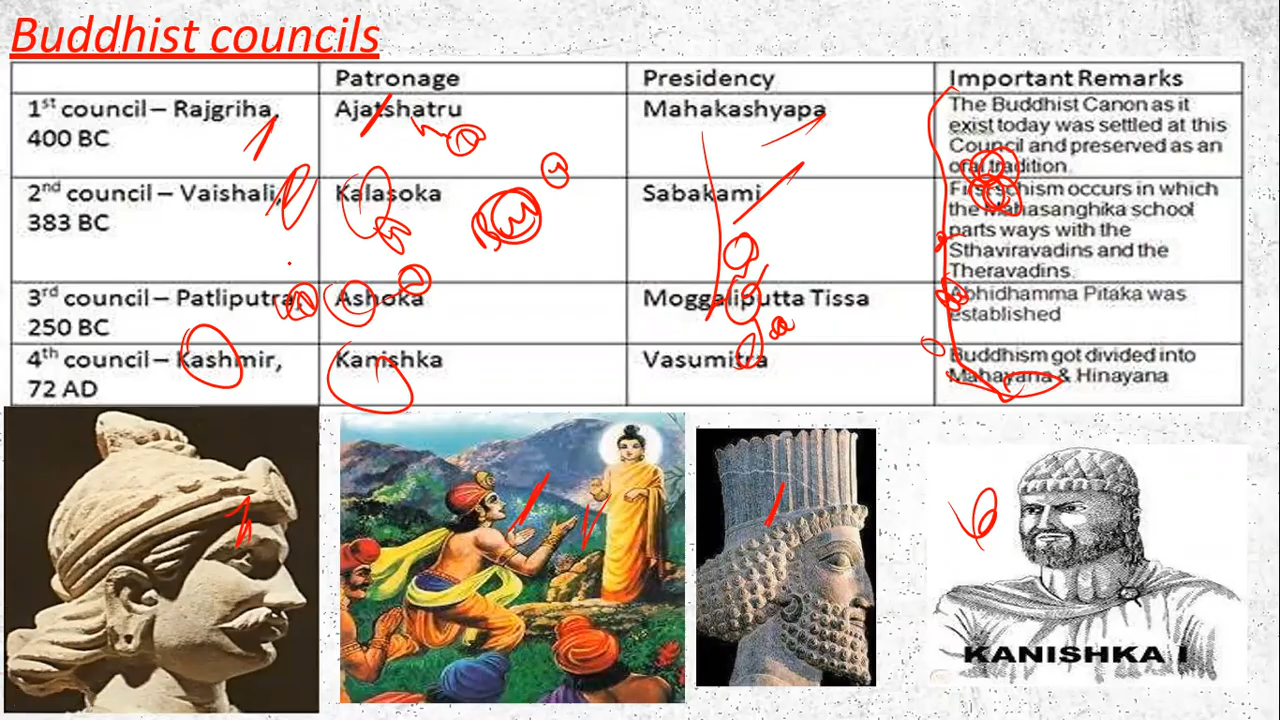 Buddhist councils
Patronage
Presidency
Important Remarks
1st council – Rajgriha,
400 BC
Ajatshatru
Mahakashyapa
The Buddhist Canon as it
exist today was settled at this
Council and preserved as an
oral tradition.
2nd council – Vaishali,
383 BC
Kalasoka
Sabakami
First schism occurs in which
the Mahasanghika school
parts ways with the
Sthaviravadins and the
Theravadins.
3rd council – Patliputra,
250 BC
Ashoka
Moggaliputta Tissa
Abhidhamma Pitaka was
established
4th council – Kashmir,
72 AD
Kanishka
Vasumitra
Buddhism got divided into
Mahayana & Hinayana
KANISHKA I